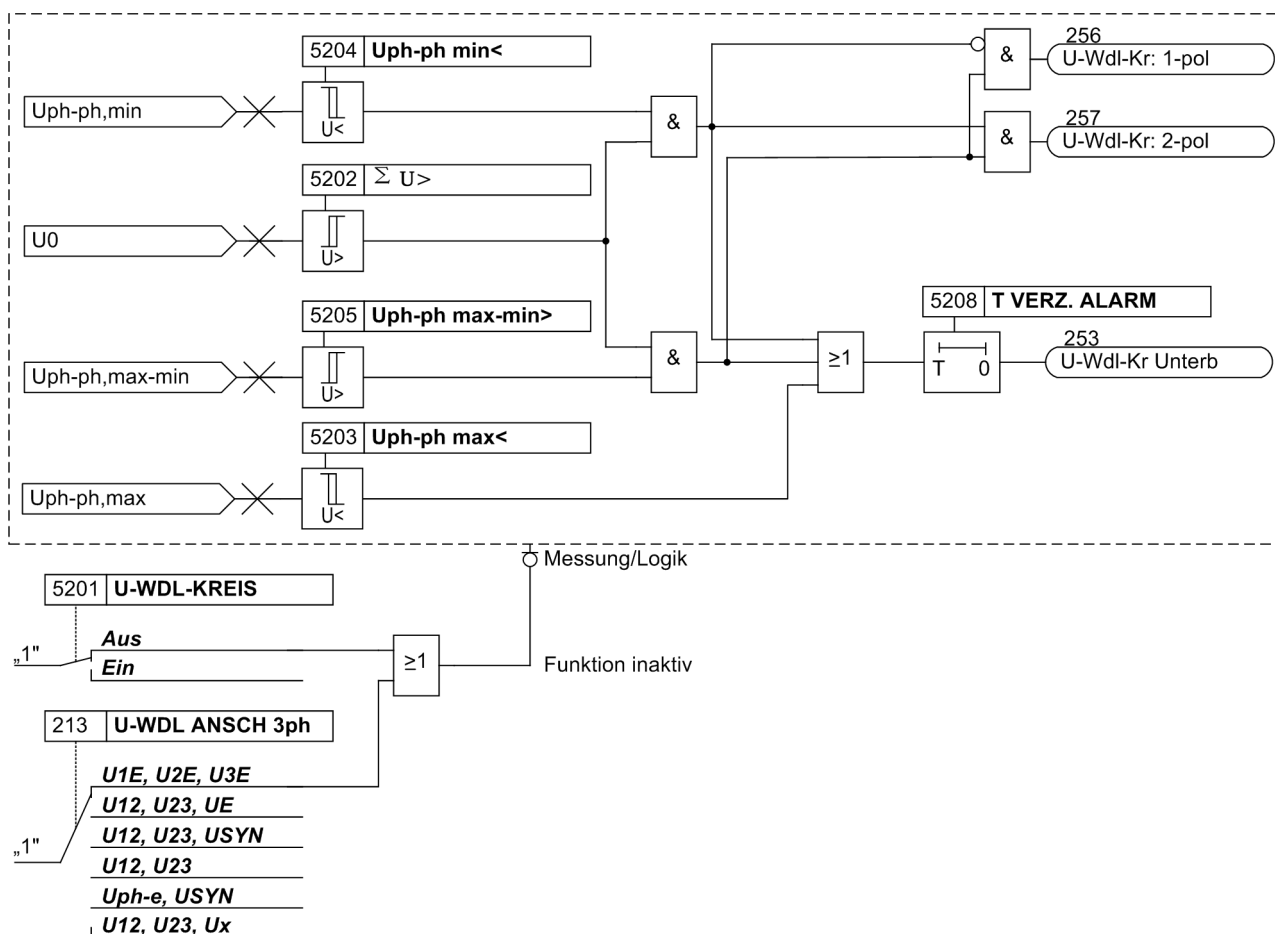 5204 Uph-ph min<
256
U-Wdl-Kr: 1-pol
&
Uph-ph,min
U<
&
257
U-Wdl-Kr: 2-pol
&
5202 Σ U>
U0
U>
5205 Uph-ph max-min>
5208 T VERZ. ALARM
253
U-Wdl-Kr Unterb
Uph-ph,max-min
U>
&
≥1
T 0
5203 Uph-ph max<
Uph-ph,max
U<
Messung/Logik
5201 U-WDL-KREIS
„1"
Aus
Ein
≥1
Funktion inaktiv
213 U-WDL ANSCH 3ph
U1E, U2E, U3E
U12, U23, UE
U12, U23, USYN
„1"
U12, U23
Uph-e, USYN
U12, U23, Ux